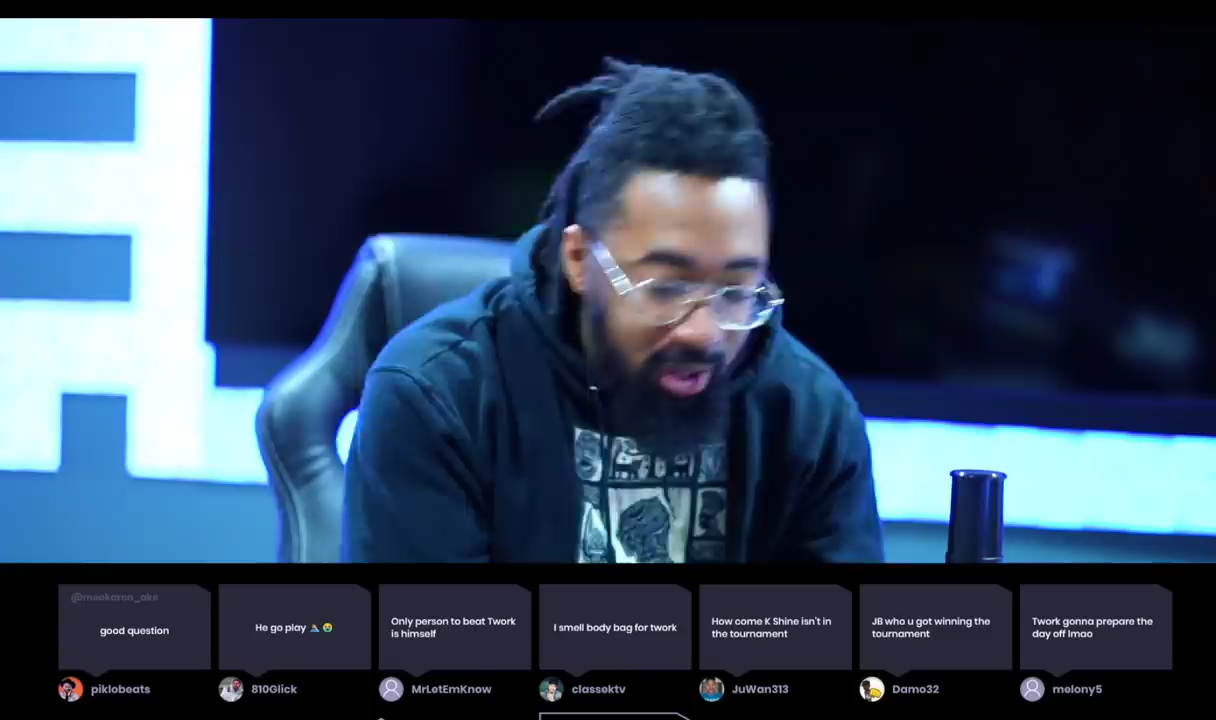 @mookaron_ake
good question
piklobeats
He go play 🤽🏽‍♂️ 😭
810Glick
Only person to beat Twork
is himself
MrLetEmKnow
I smell body bag for twork
classoktv
How come K Shine isn't in
the tournament
JuWan313
JB who u got winning the
tournament
Damo32
Twork gonna prepare the
day off lmao
melony5